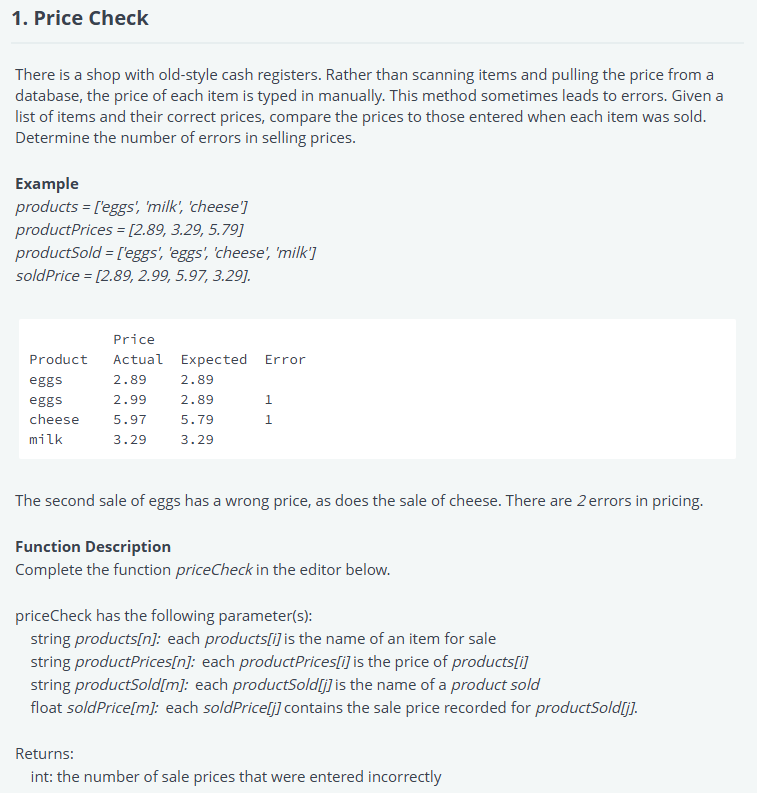 1. Price Check
There is a shop with old-style cash registers. Rather than scanning items and pulling the price from a
database, the price of each item is typed in manually. This method sometimes leads to errors. Given a
list of items and their correct prices, compare the prices to those entered when each item was sold.
Determine the number of errors in selling prices.
Example
products = ['eggs', 'milk', 'cheese']
productPrices = [2.89, 3.29, 5.79]
productSold = ['eggs', 'eggs', 'cheese', 'milk']
soldPrice = [2.89, 2.99, 5.97, 3.29].
Price
Product Actual Expected Error
eggs 2.89 2.89
eggs 2.99 2.89 1
cheese 5.97 5.79 1
milk 3.29 3.29
The second sale of eggs has a wrong price, as does the sale of cheese. There are 2 errors in pricing.
Function Description
Complete the function priceCheck in the editor below.
priceCheck has the following parameter(s):
string products[n]: each products[i] is the name of an item for sale
string productPrices[n]: each productPrices[i] is the price of products[i]
string productSold[m]: each productSold[j] is the name of a product sold
float soldPrice[m]: each soldPrice[j] contains the sale price recorded for productSold[j].
Returns:
int: the number of sale prices that were entered incorrectly